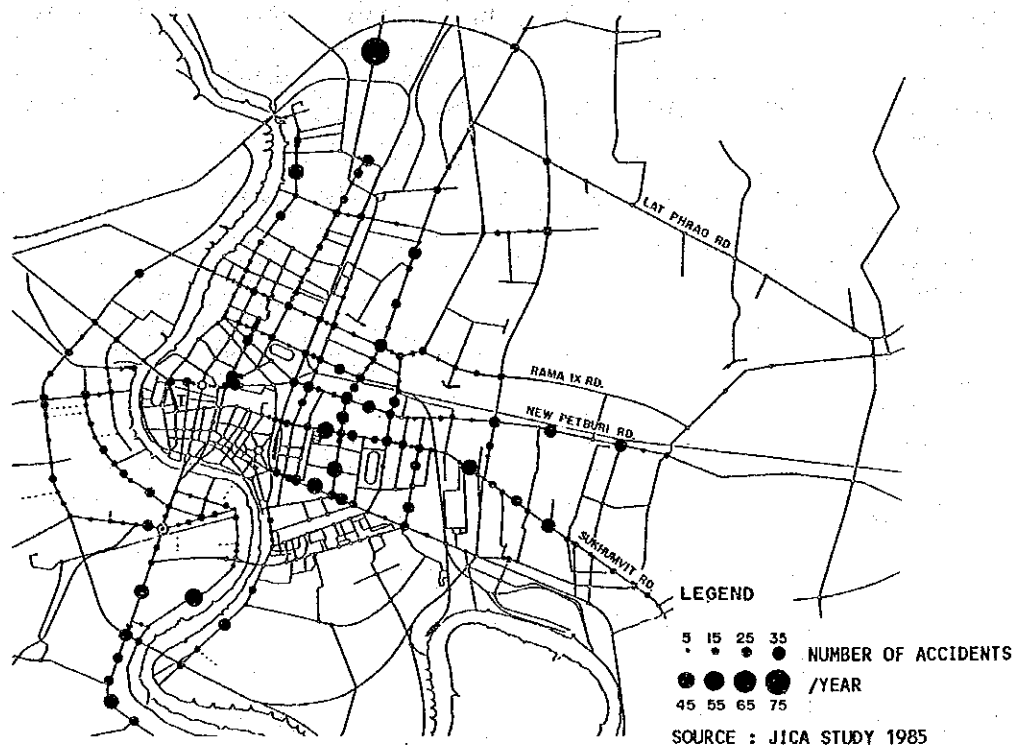 LAT PHRAO RD
RAMA IX RD.
NEW PETBURI RD.
SUKHUMVIT RD.
LEGEND
5 15 25 35
NUMBER OF ACCIDENTS
/YEAR
45 55 65 75
SOURCE : JICA STUDY 1985